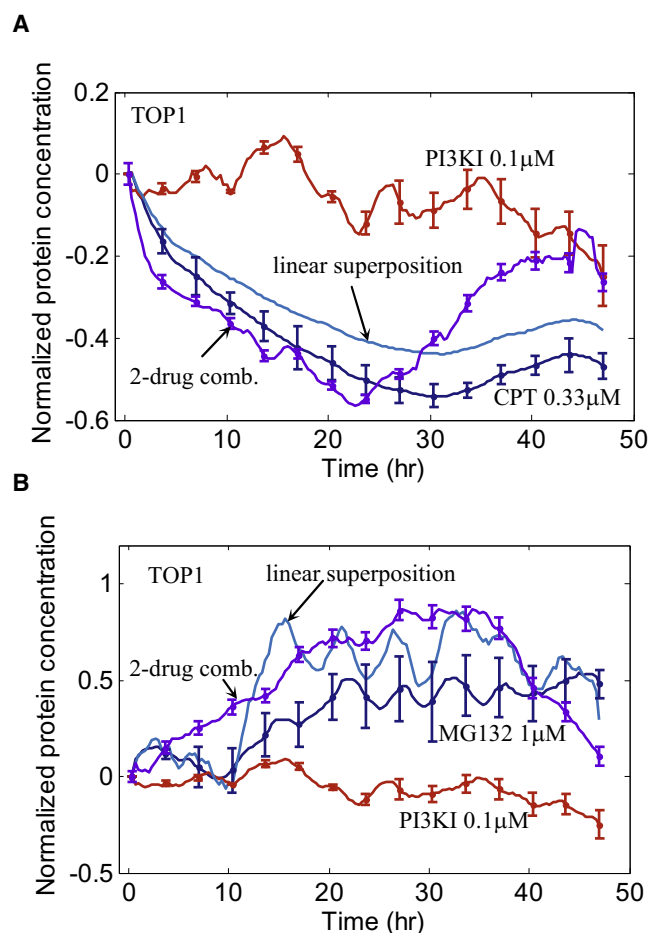 A
Normalized protein concentration
0.2
0
-0.2
-0.4
-0.6
TOP1
PI3KI 0.1μM
linear superposition
2-drug comb.
CPT 0.33μM
0
10
20
30
40
50
Time (hr)
B
Normalized protein concentration
1
0.5
0
-0.5
TOP1
linear superposition
2-drug comb.
MG132 1μM
PI3KI 0.1μM
0
10
20
30
40
50
Time (hr)